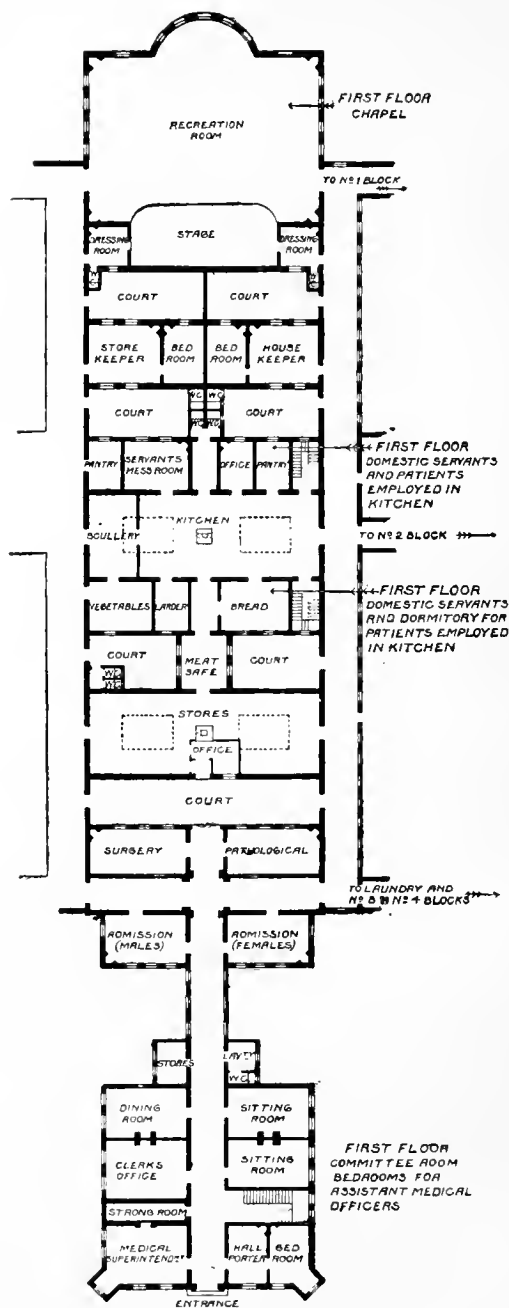 FIRST FLOOR
CHAPEL
RECREATION
ROOM
TO Nº 1 BLOCK
STAGE
DRESSING
ROOM
DRESSING
ROOM
COURT
COURT
STORE
KEEPER
BED
ROOM
BED
ROOM
HOUSE
KEEPER
COURT
WC
WC
COURT
PANTRY
SERVANTS
MESS ROOM
OFFICE
PANTRY
FIRST FLOOR
DOMESTIC SERVANTS
AND PATIENTS
EMPLOYED IN
KITCHEN
KITCHEN
SCULLERY
TO Nº 2 BLOCK
VEGETABLES
LARDER
BREAD
FIRST FLOOR
DOMESTIC SERVANTS
AND DORMITORY FOR
PATIENTS EMPLOYED
IN KITCHEN
COURT
MEAT
SAFE
COURT
STORES
OFFICE
COURT
SURGERY
PATHOLOGICAL
TO LAUNDRY AND
Nº 4 BLOCKS
ADMISSION
(MALES)
ADMISSION
(FEMALES)
STORES
LAVTY
WC
DINING
ROOM
SITTING
ROOM
CLERKS
OFFICE
SITTING
ROOM
FIRST FLOOR
COMMITTEE ROOM
BEDROOMS FOR
ASSISTANT MEDICAL
OFFICERS
STRONG ROOM
MEDICAL
SUPERINTENDT
HALL
PORTER
BED
ROOM
ENTRANCE